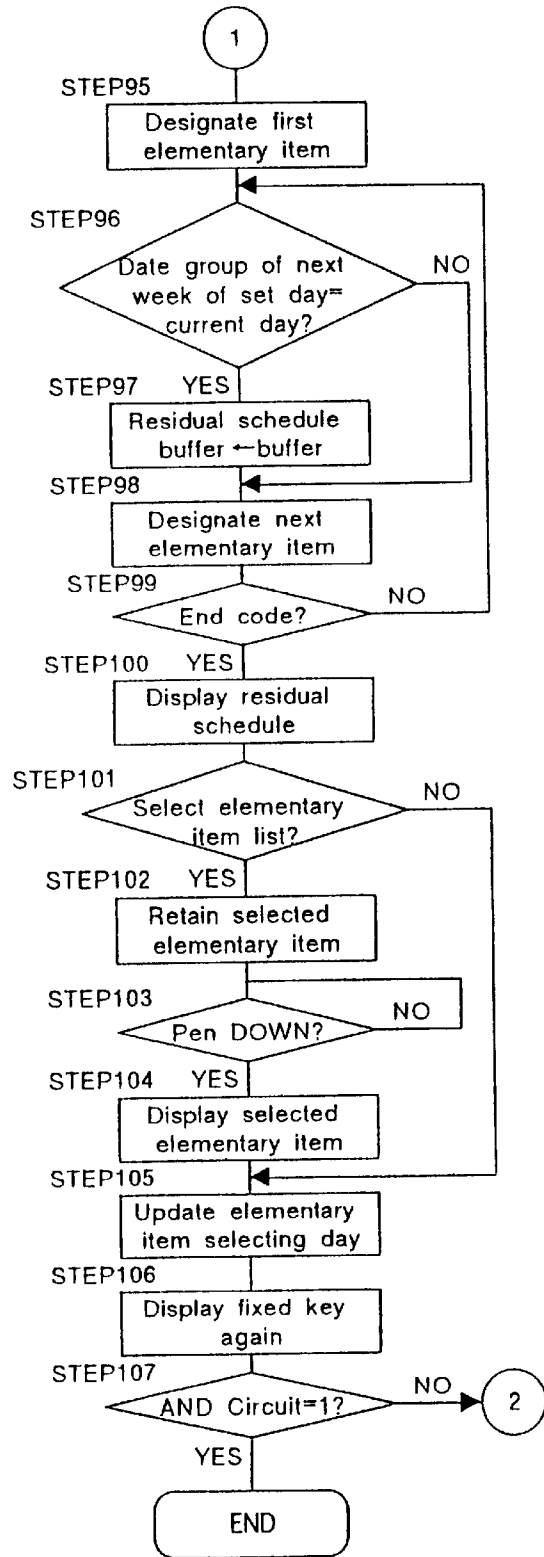 1
STEP95
Designate first
elementary item
STEP96
Date group of next
week of set day=
current day?
NO
STEP97
YES
Residual schedule
buffer ←buffer
STEP98
Designate next
elementary item
STEP99
End code?
NO
STEP100
YES
Display residual
schedule
STEP101
Select elementary
item list?
NO
STEP102
YES
Retain selected
elementary item
STEP103
Pen DOWN?
NO
STEP104
YES
Display selected
elementary item
STEP105
Update elementary
item selecting day
STEP106
Display fixed key
again
STEP107
AND Circuit=1?
NO
2
YES
END